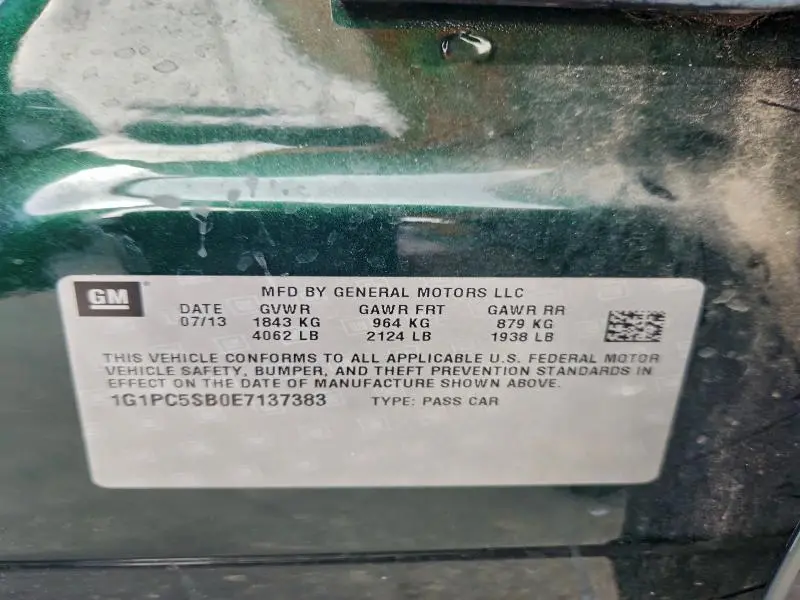 GM
MFD BY GENERAL MOTORS LLC
DATE GVWR GAWR FRT GAWR RR
07/13 1843 KG 964 KG 879 KG
4062 LB 2124 LB 1938 LB
THIS VEHICLE CONFORMS TO ALL APPLICABLE U.S. FEDERAL MOTOR
VEHICLE SAFETY, BUMPER, AND THEFT PREVENTION STANDARDS IN
EFFECT ON THE DATE OF MANUFACTURE SHOWN ABOVE.
1G1PC5SB0E7137383 TYPE: PASS CAR